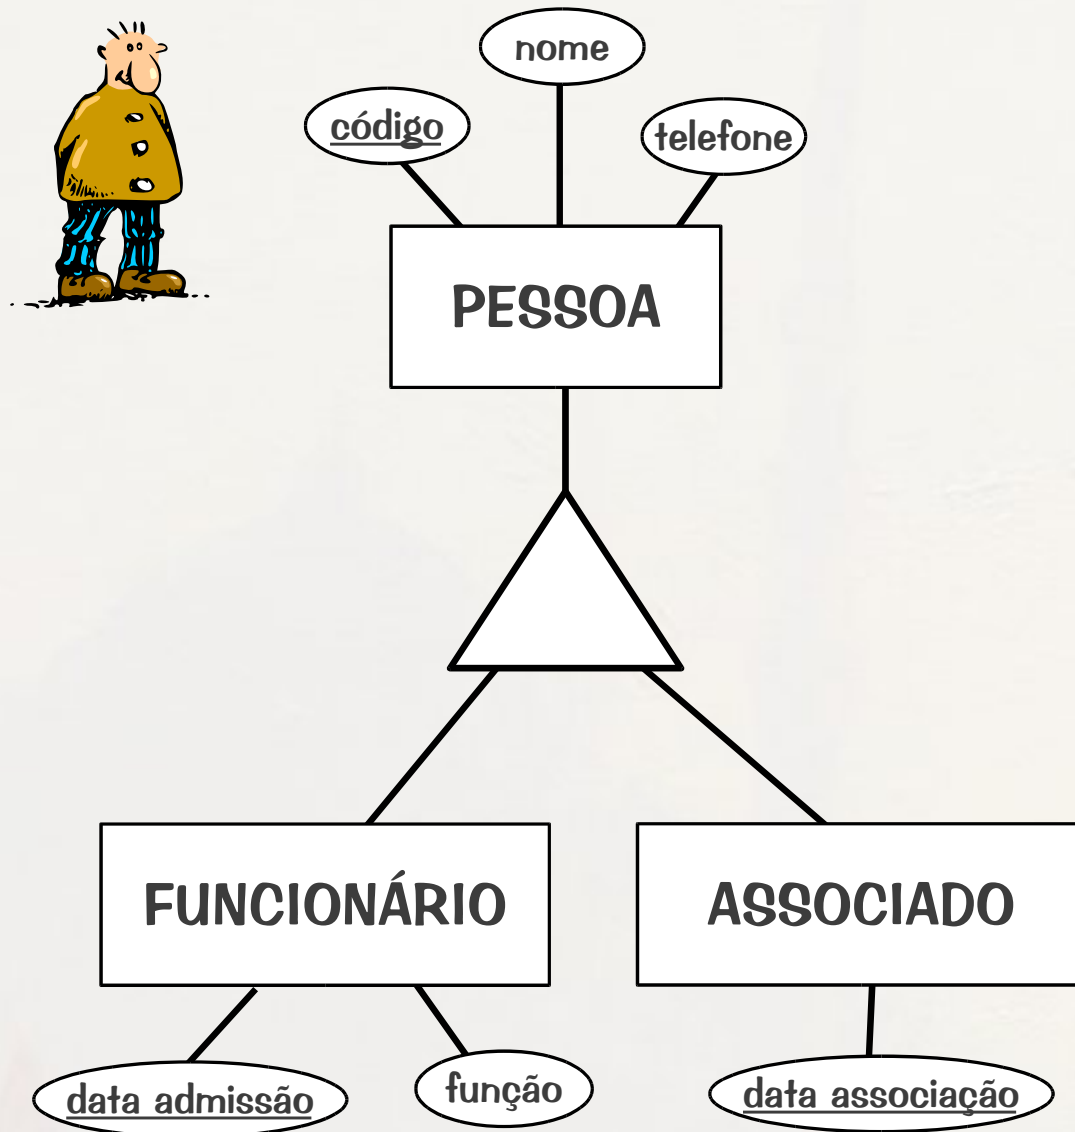 nome
código
telefone
PESSOA
FUNCIONÁRIO
ASSOCIADO
data admissão
função
data associação